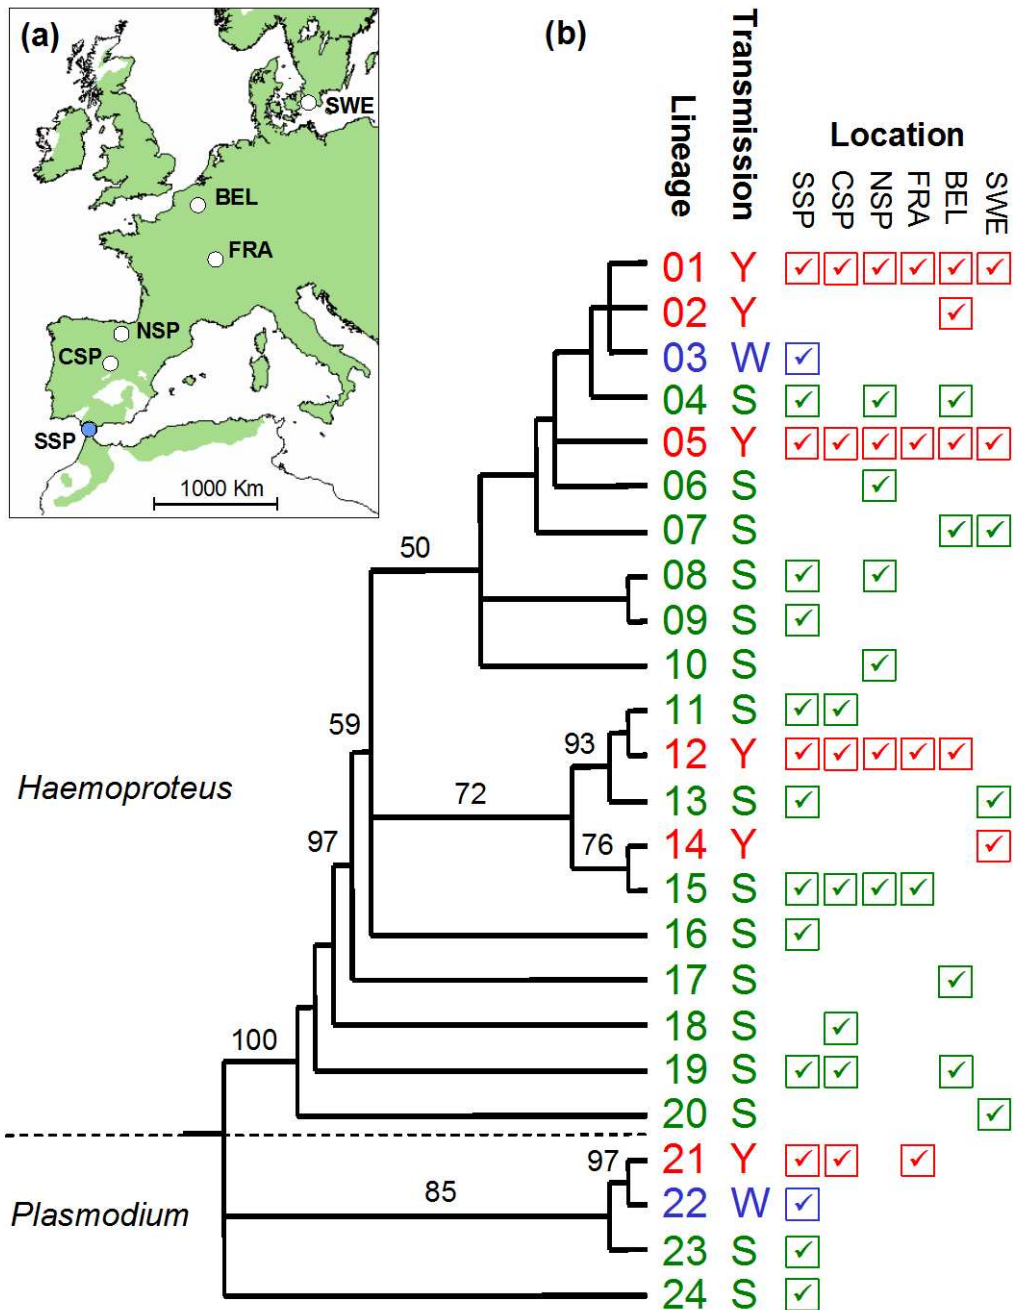 (a)
SWE
BEL
FRA
NSP
CSP
SSP
1000 Km
(b)
Lineage
Transmission
Location
SSP CSP NSP FRA BEL SWE
01 Y ✓ ✓ ✓ ✓ ✓ ✓
02 Y ✓
03 W ✓
04 S ✓ ✓ ✓
05 Y ✓ ✓ ✓ ✓ ✓ ✓
06 S ✓
07 S ✓ ✓
50
08 S ✓ ✓
09 S ✓
10 S ✓
11 S ✓ ✓
59
93
12 Y ✓ ✓ ✓ ✓ ✓
Haemoproteus
72
13 S ✓ ✓
97
76
14 Y ✓
15 S ✓ ✓ ✓ ✓
16 S ✓
17 S ✓
18 S ✓
100
19 S ✓ ✓ ✓
20 S ✓
97
21 Y ✓ ✓ ✓
85
22 W ✓
Plasmodium
23 S ✓
24 S ✓